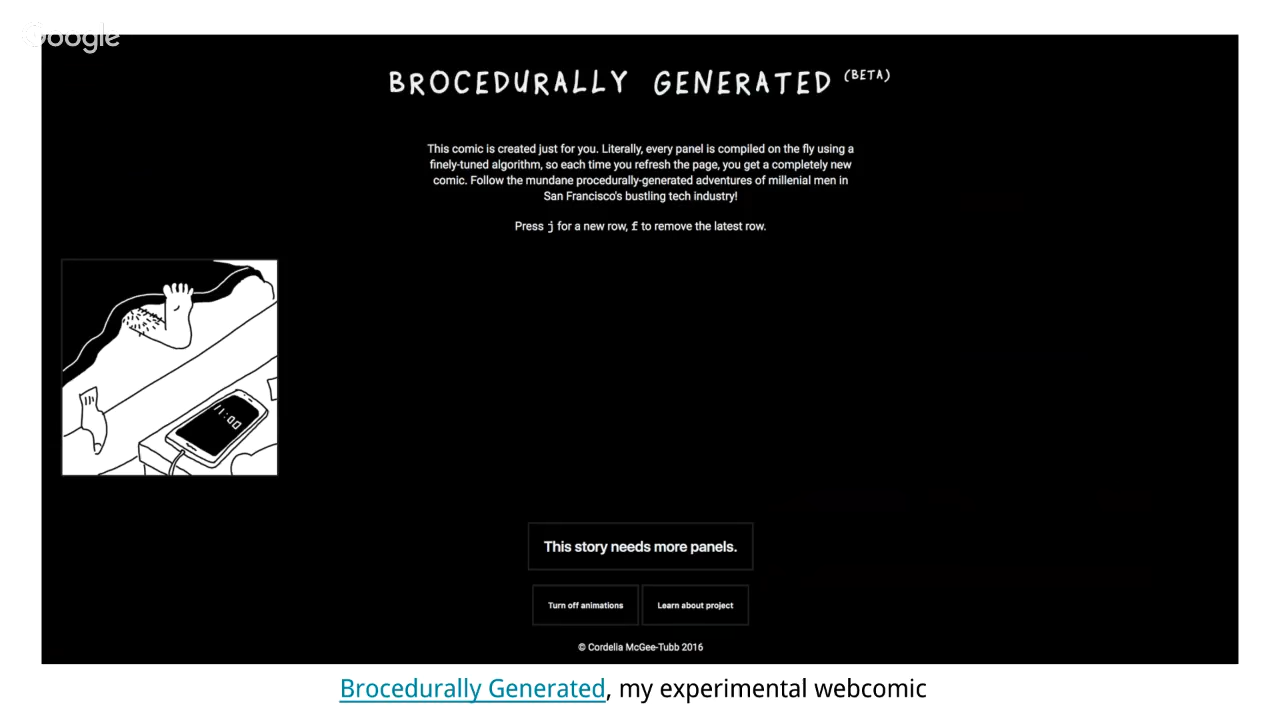 Google
BROCEDURALLY GENERATED (BETA)
This comic is created just for you. Literally, every panel is compiled on the fly using a
finely-tuned algorithm, so each time you refresh the page, you get a completely new
comic. Follow the mundane procedurally-generated adventures of millenial men in
San Francisco's bustling tech industry!
Press j for a new row, f to remove the latest row.
11:00
This story needs more panels.
Turn off animations
Learn about project
© Cordelia McGee-Tubb 2016
Brocedurally Generated, my experimental webcomic